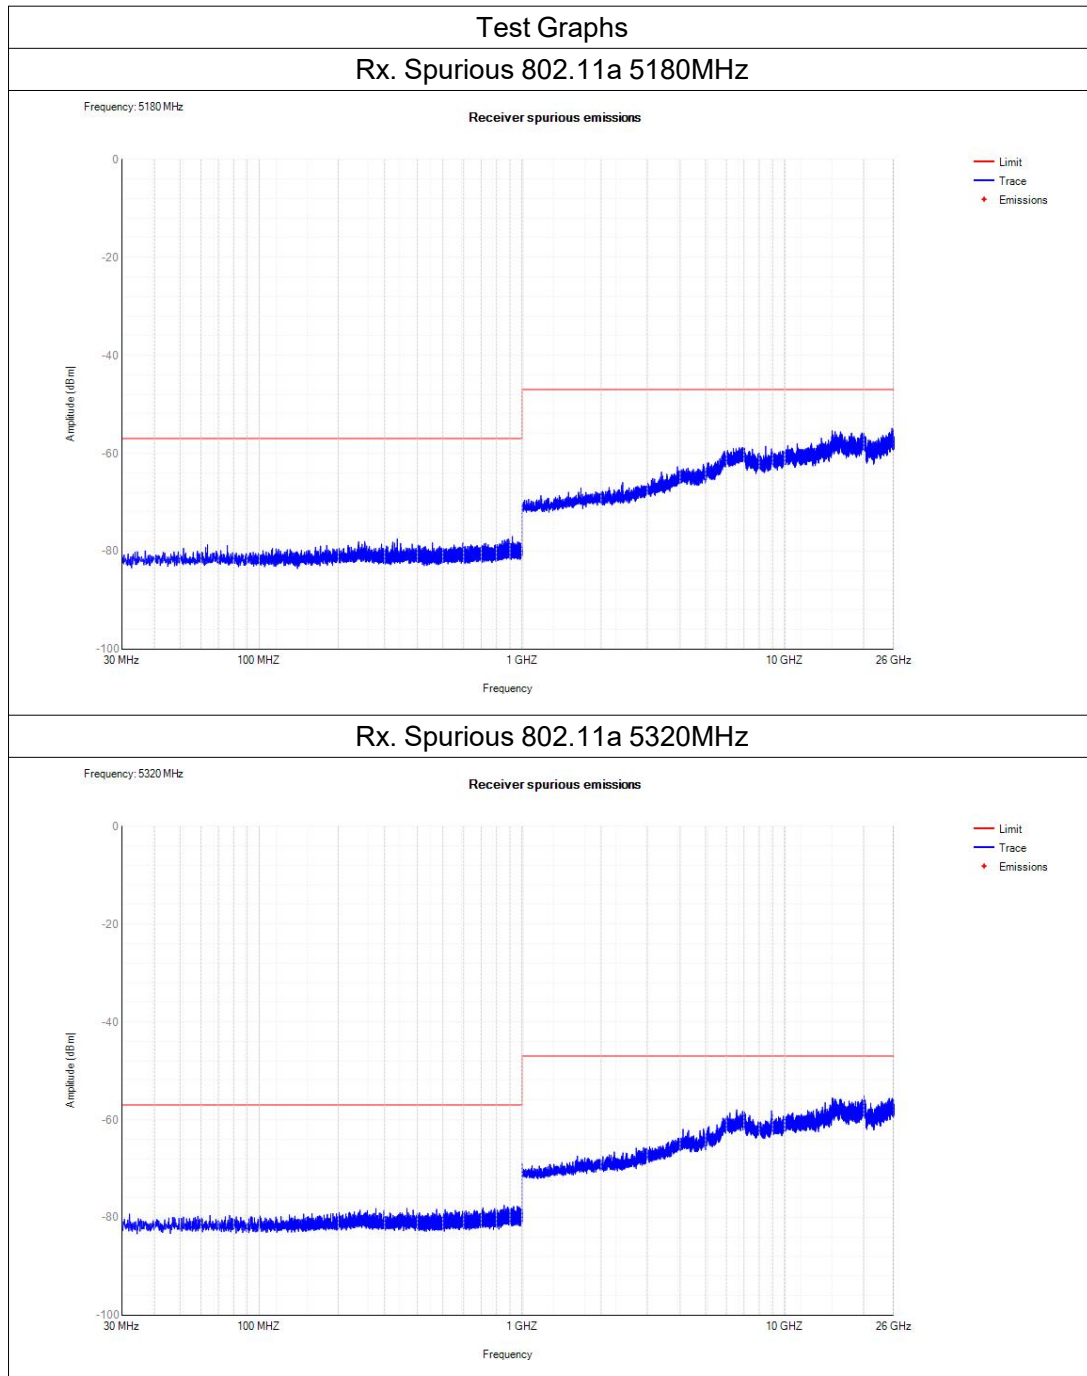 Test Graphs
Rx. Spurious 802.11a 5180MHz
Frequency: 5180 MHz
Receiver spurious emissions
0
-20
-40
-60
-80
-100
Amplitude [dBm]
30 MHz
100 MHZ
1 GHZ
10 GHZ
26 GHz
Frequency
Limit
Trace
Emissions
Rx. Spurious 802.11a 5320MHz
Frequency: 5320 MHz
Receiver spurious emissions
0
-20
-40
-60
-80
-100
Amplitude [dBm]
30 MHz
100 MHZ
1 GHZ
10 GHZ
26 GHz
Frequency
Limit
Trace
Emissions